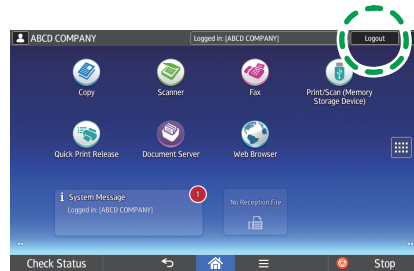 ABCD COMPANY
Logged in: [ABCD COMPANY]
Logout
Copy
Scanner
Fax
Print/Scan (Memory
Storage Device)
Quick Print Release
Document Server
Web Browser
System Message
1
Logged in: [ABCD COMPANY]
No Reception File
Check Status
Stop